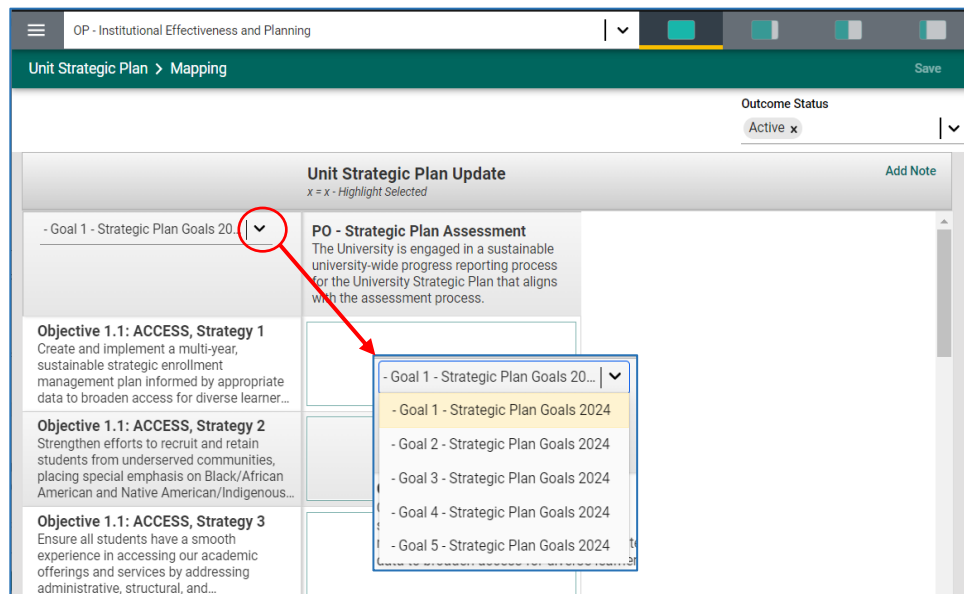 OP - Institutional Effectiveness and Planning
Unit Strategic Plan > Mapping
Save
Outcome Status
Active x
Unit Strategic Plan Update
x = x - Highlight Selected
Add Note
- Goal 1 - Strategic Plan Goals 20...
PO - Strategic Plan Assessment
The University is engaged in a sustainable
university-wide progress reporting process
for the University Strategic Plan that aligns
with the assessment process.
Objective 1.1: ACCESS, Strategy 1
Create and implement a multi-year,
sustainable strategic enrollment
management plan informed by appropriate
data to broaden access for diverse learner...
Objective 1.1: ACCESS, Strategy 2
Strengthen efforts to recruit and retain
students from underserved communities,
placing special emphasis on Black/African
American and Native American/Indigenous...
Objective 1.1: ACCESS, Strategy 3
Ensure all students have a smooth
experience in accessing our academic
offerings and services by addressing
administrative, structural, and...
- Goal 1 - Strategic Plan Goals 20...
- Goal 1 - Strategic Plan Goals 2024
- Goal 2 - Strategic Plan Goals 2024
- Goal 3 - Strategic Plan Goals 2024
- Goal 4 - Strategic Plan Goals 2024
- Goal 5 - Strategic Plan Goals 2024
data to broaden access for diverse learner